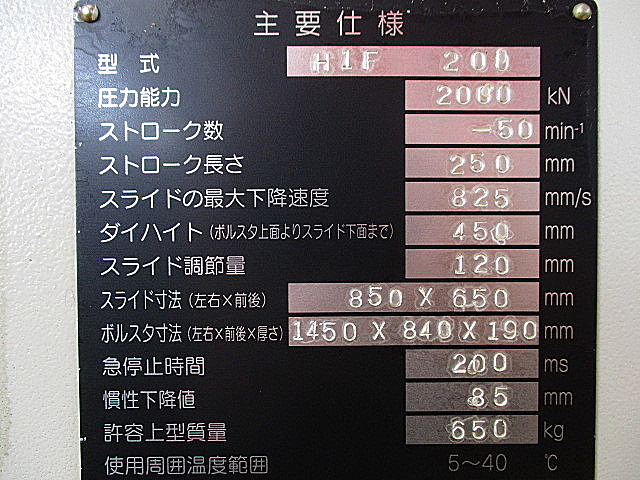 主要仕様
型式 H1F 200
圧力能力 2000 kN
ストローク数 -50 min-1
ストローク長さ 250 mm
スライドの最大下降速度 825 mm/s
ダイハイト(ボルスタ上面よりスライド下面まで) 450 mm
スライド調節量 120 mm
スライド寸法(左右×前後) 850 X 650 mm
ボルスタ寸法(左右×前後×厚さ) 1450 X 840 X 190 mm
急停止時間 200 ms
慣性下降値 85 mm
許容上型質量 650 kg
使用周囲温度範囲 5～40 ℃